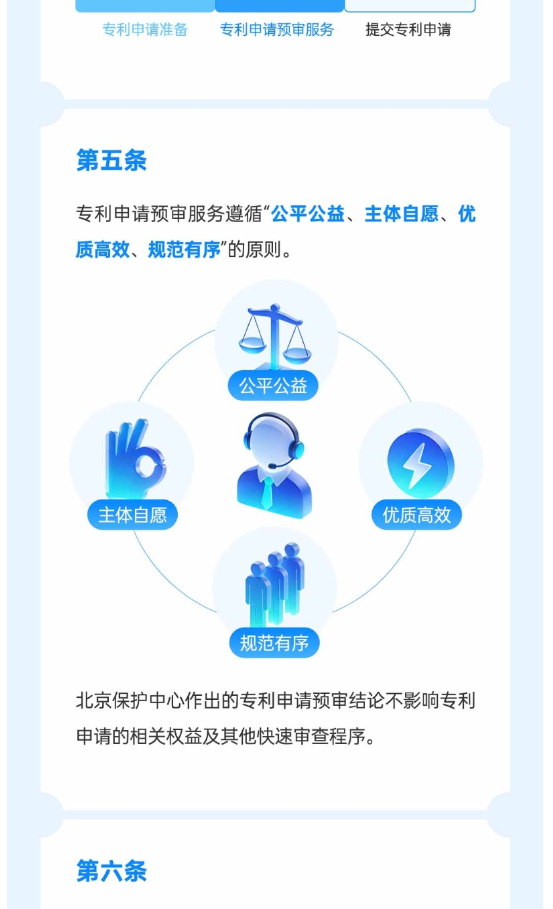 专利申请准备 专利申请预审服务 提交专利申请
第五条
专利申请预审服务遵循“公平公益、主体自愿、优
质高效、规范有序”的原则。
公平公益
主体自愿
优质高效
规范有序
北京保护中心作出的专利申请预审结论不影响专利
申请的相关权益及其他快速审查程序。
第六条